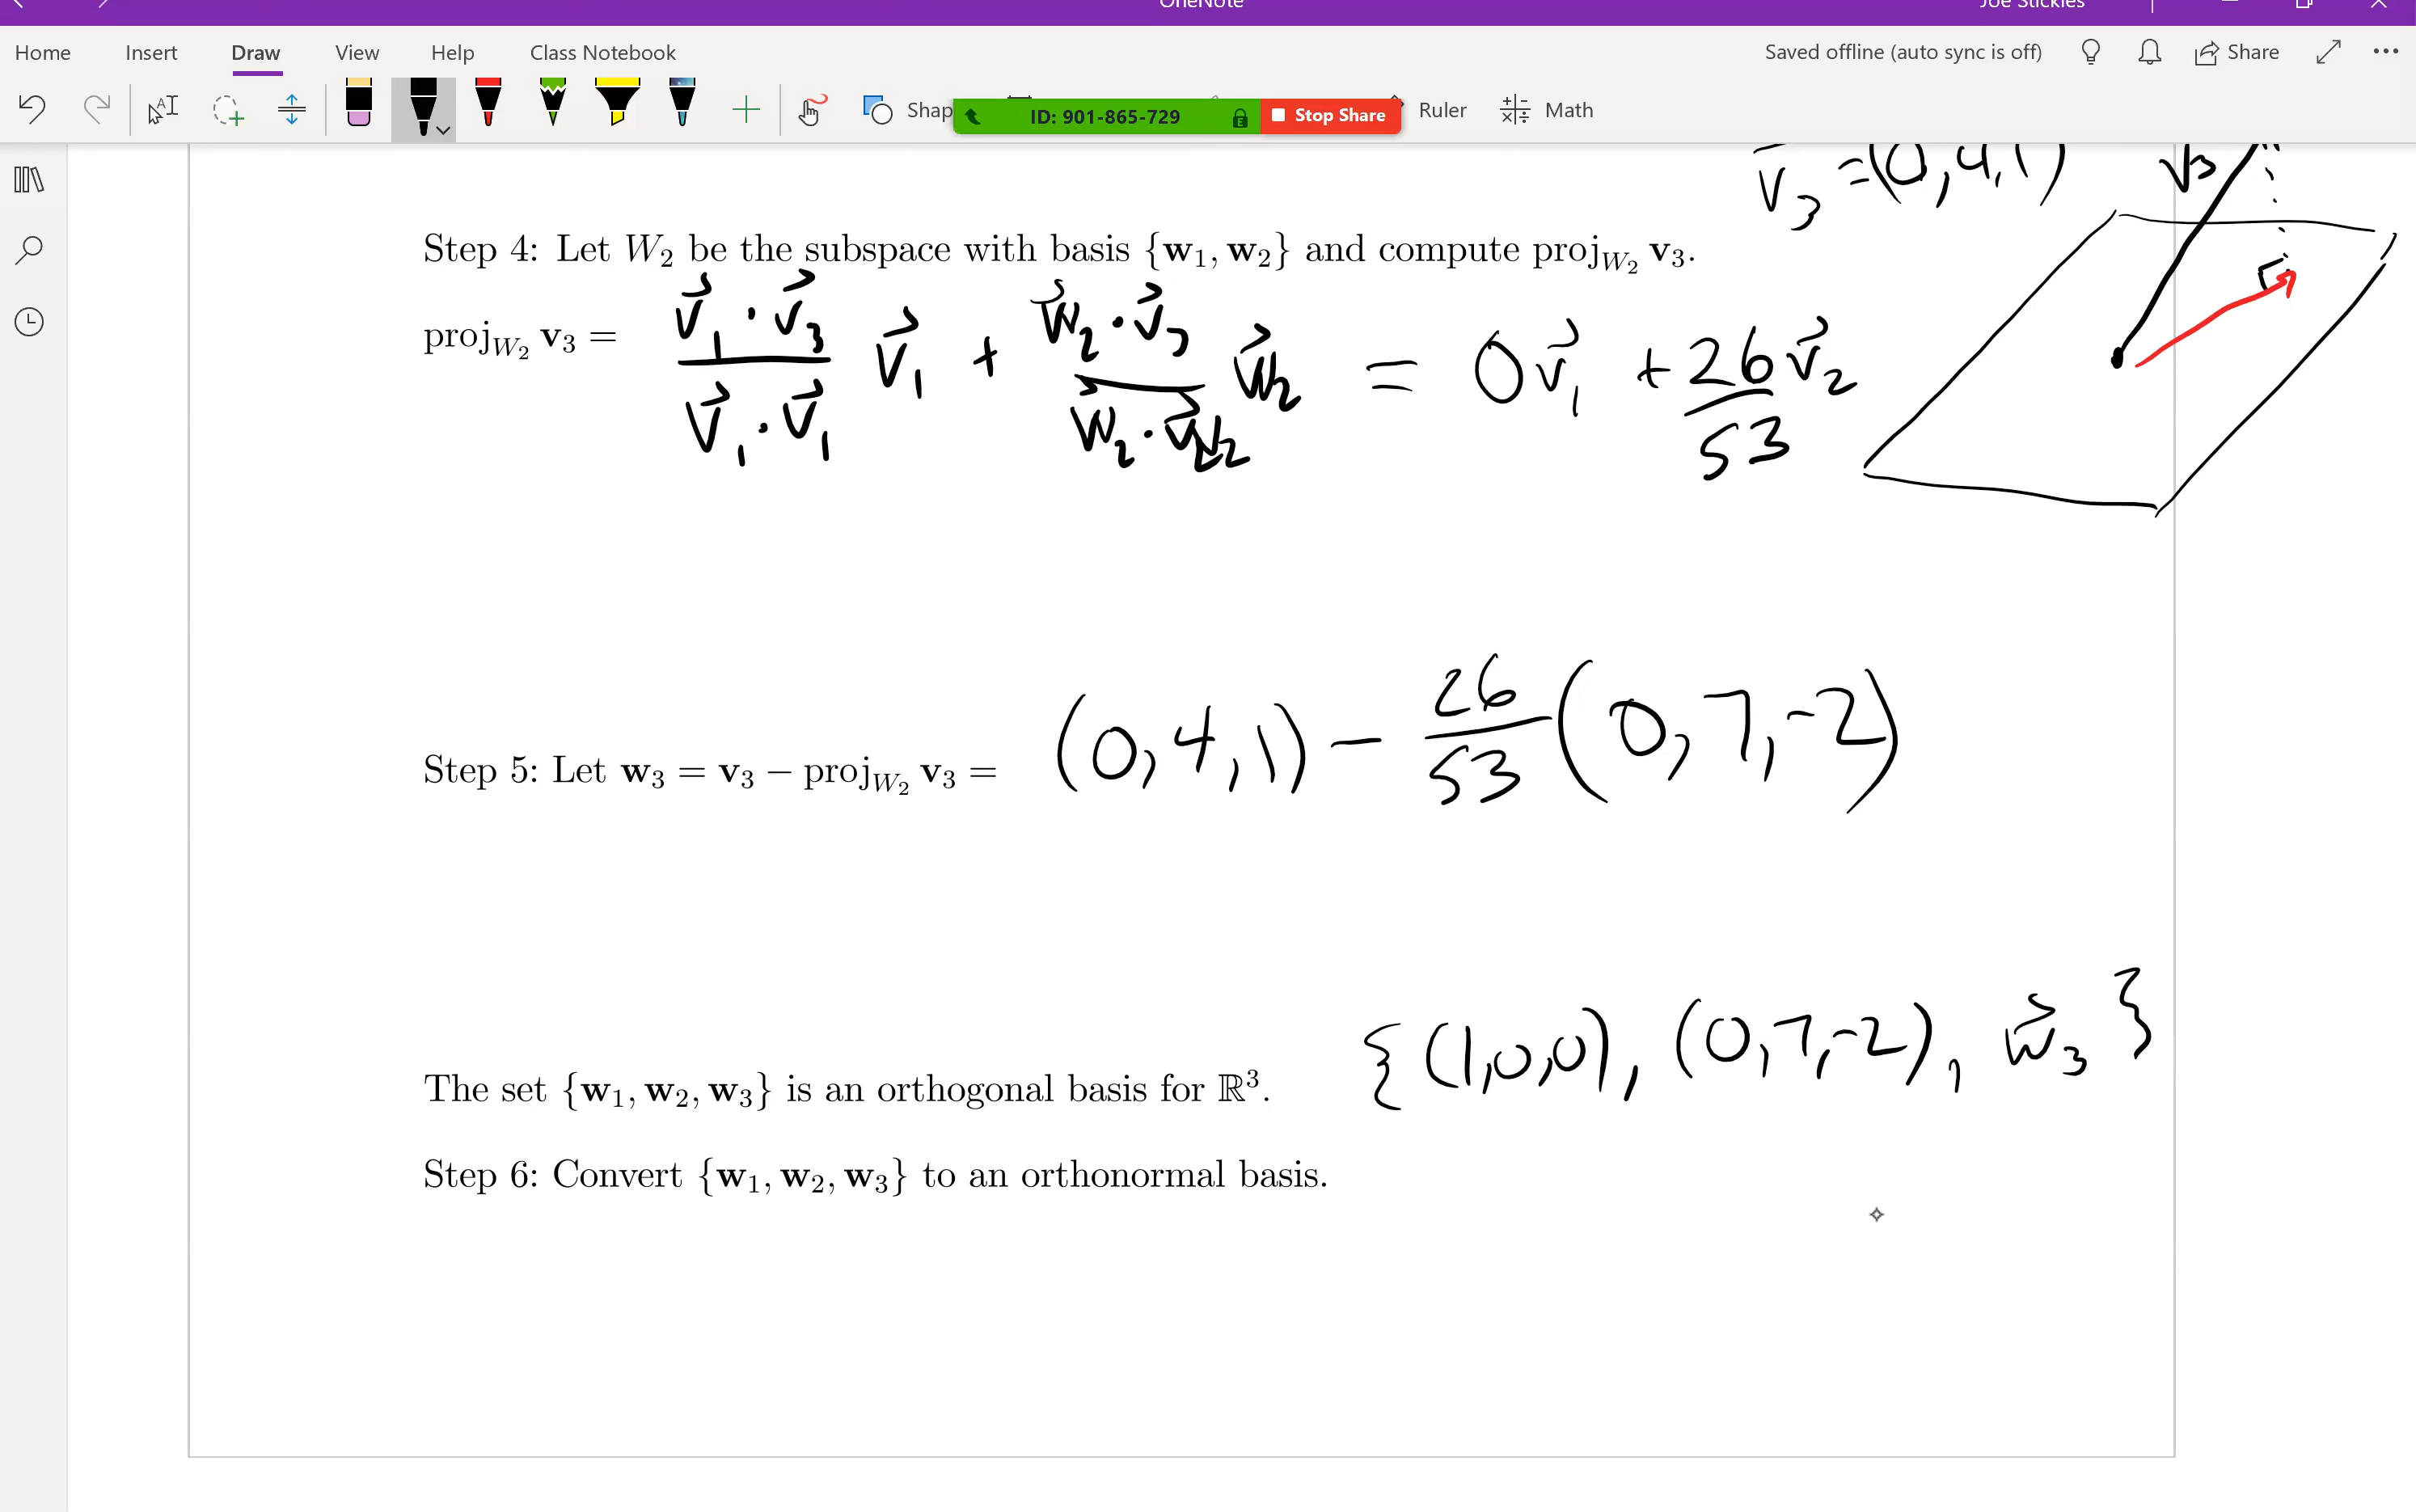 OneNote
Joe Stickles
Home Insert Draw View Help Class Notebook
Saved offline (auto sync is off) Share
ID: 901-865-729 Stop Share
Ruler Math
v⃗₃ = (0, 4, 1)
v⃗₃
Step 4: Let W₂ be the subspace with basis {w₁, w₂} and compute proj_W₂ v₃.
proj_W₂ v₃ = (v⃗₁ · v⃗₃)/(v⃗₁ · v⃗₁) v⃗₁ + (w⃗₂ · v⃗₃)/(w⃗₂ · w⃗₂) w⃗₂ = 0v⃗₁ + 26/53 v⃗₂
Step 5: Let w₃ = v₃ − proj_W₂ v₃ = (0, 4, 1) − 26/53 (0, 7, -2)
The set {w₁, w₂, w₃} is an orthogonal basis for ℝ³. {(1,0,0), (0,7,-2), w⃗₃}
Step 6: Convert {w₁, w₂, w₃} to an orthonormal basis.